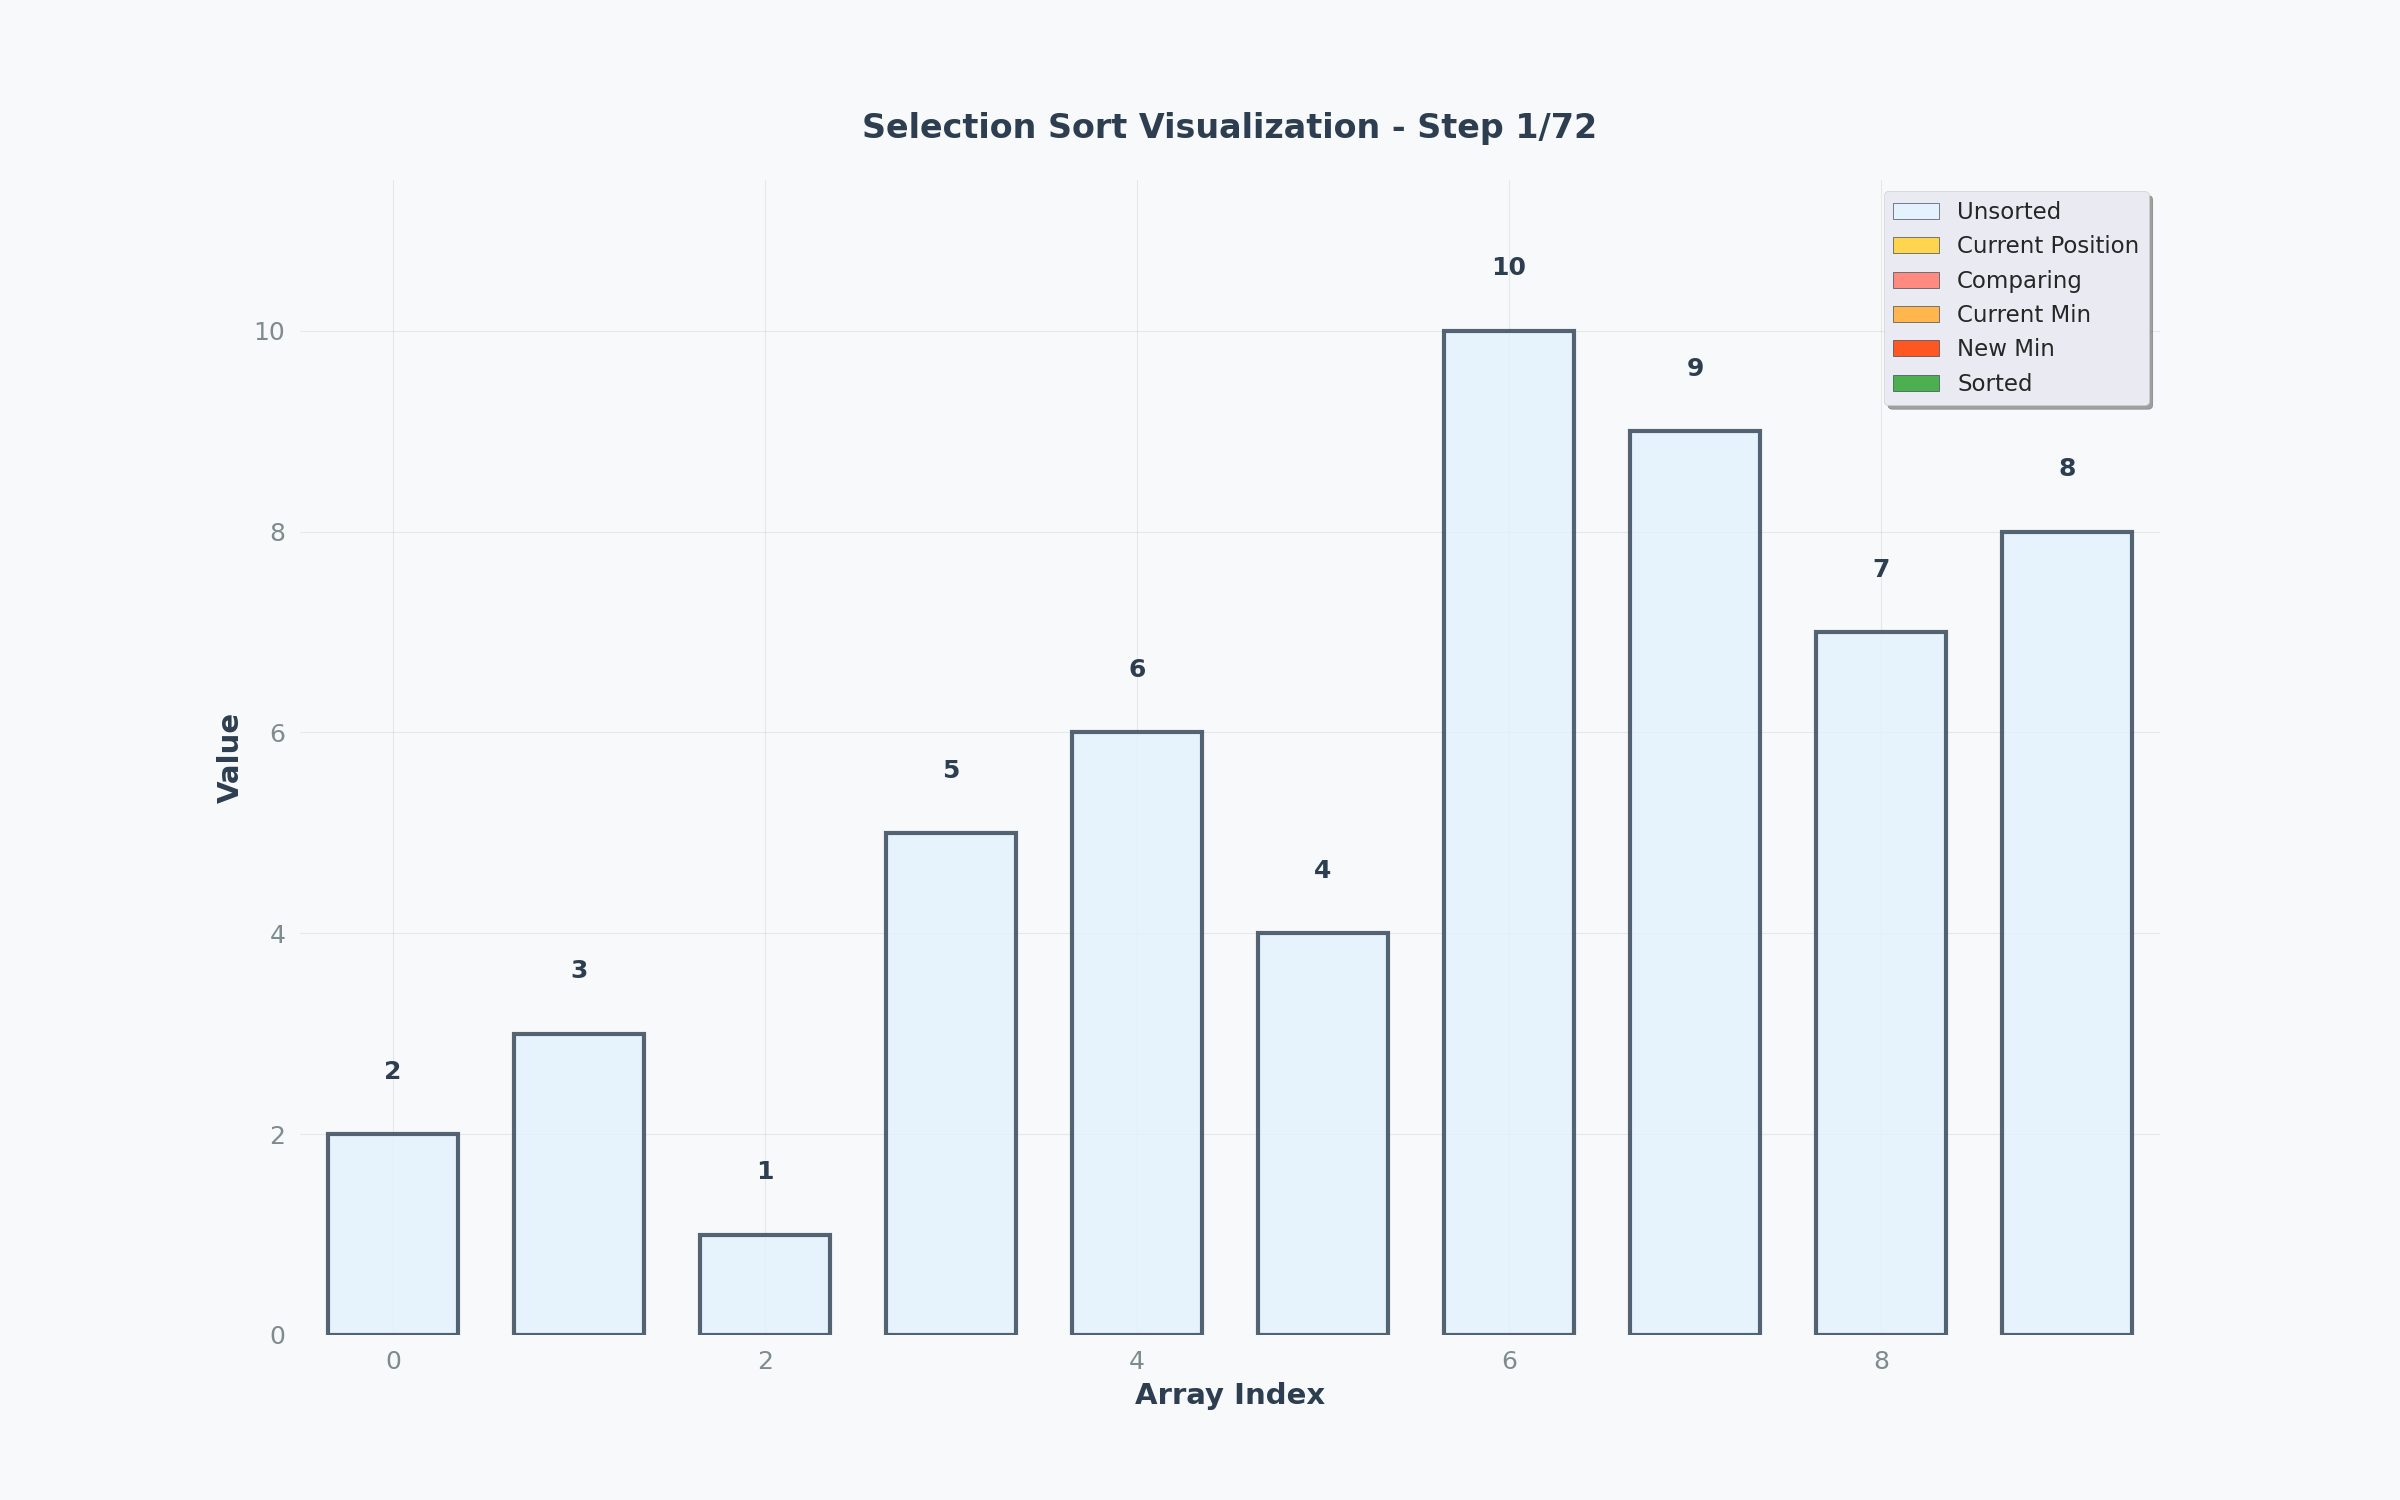 Selection Sort Visualization - Step 1/72
Unsorted
Current Position
Comparing
Current Min
New Min
Sorted
10
9
8
7
6
5
4
3
2
1
10
8
6
4
2
0
Value
0 2 4 6 8
Array Index